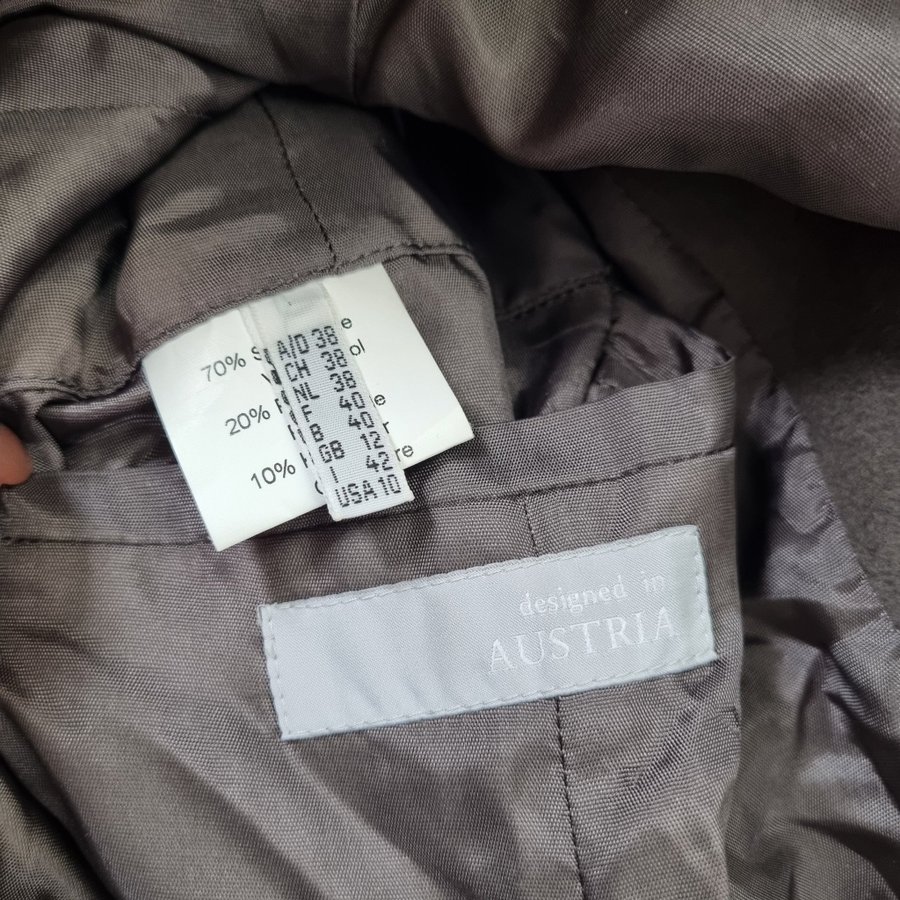 70%
20%
10%
A/D 38
CH 38
NL 38
F 40
B 40
GB 12
I 42
USA 10
designed in
AUSTRIA